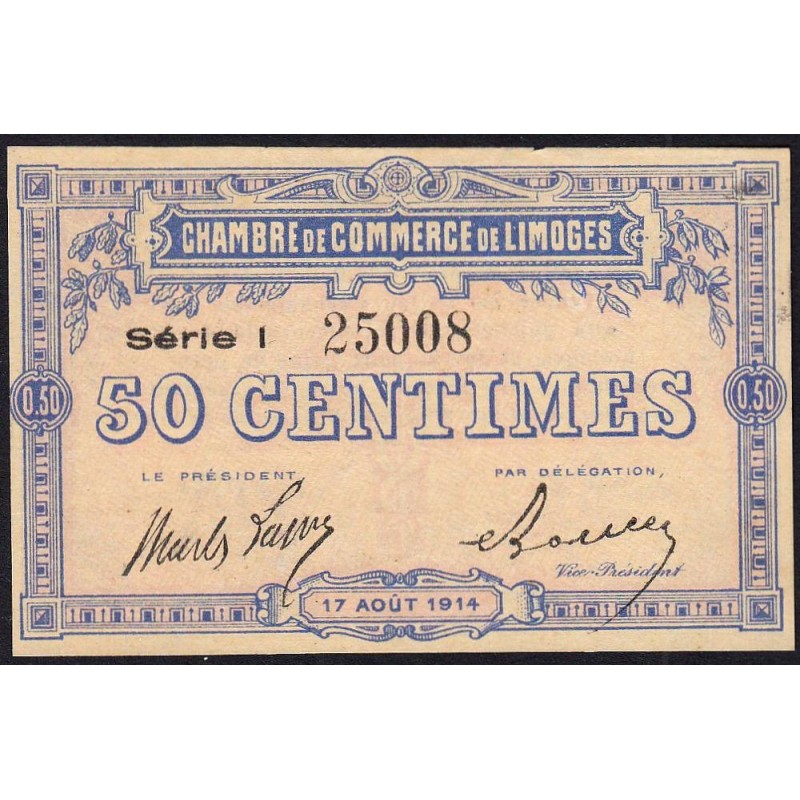 CHAMBRE DE COMMERCE DE LIMOGES
Série I 25008
0.50 50 CENTIMES 0.50
LE PRÉSIDENT PAR DÉLÉGATION,
Vice-Président
17 AOÛT 1914